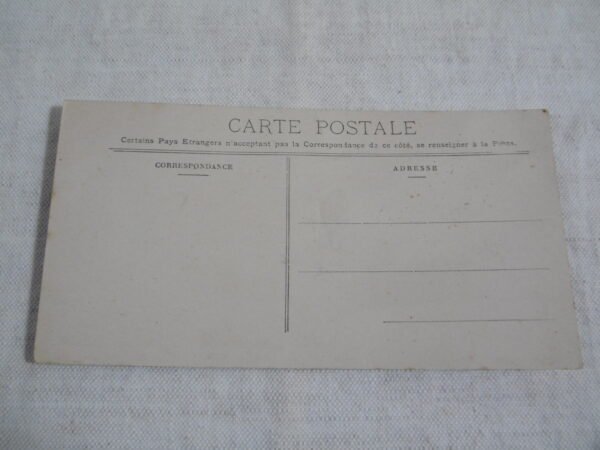 CARTE POSTALE
Certains Pays Etrangers n'acceptant pas la Correspondance de ce côté, se renseigner à la Poste.
CORRESPONDANCE
ADRESSE